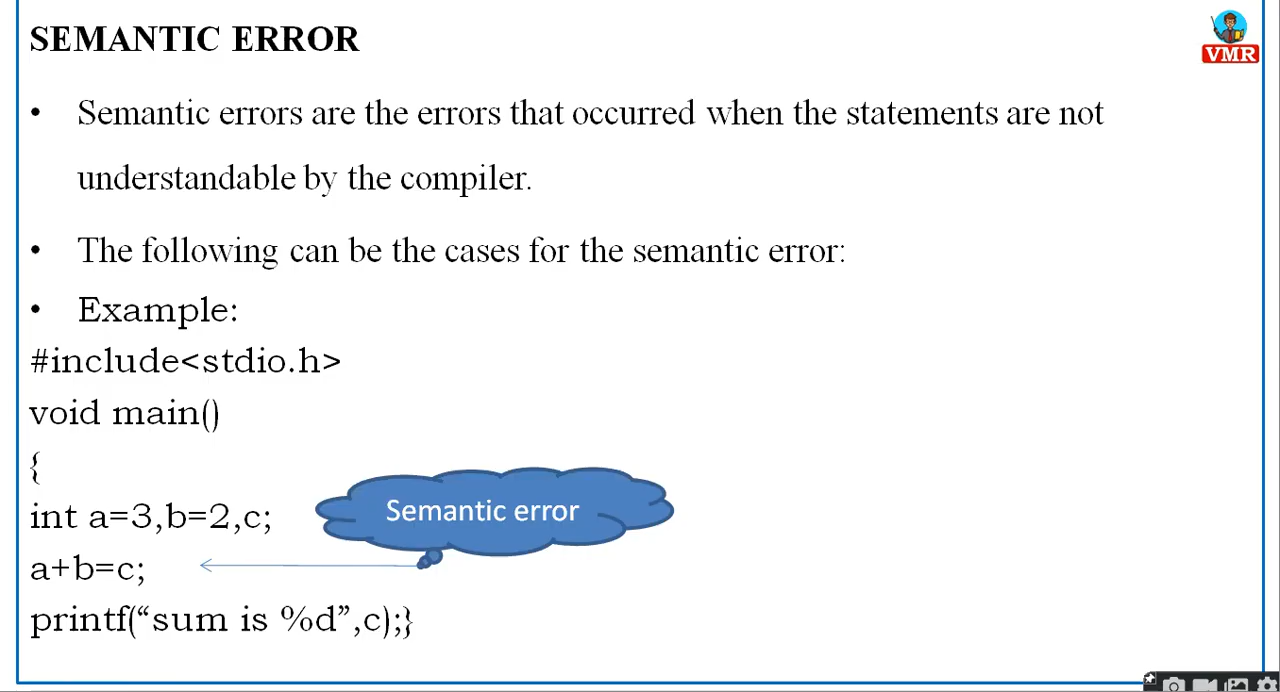 SEMANTIC ERROR
VMR
• Semantic errors are the errors that occurred when the statements are not
understandable by the compiler.
• The following can be the cases for the semantic error:
• Example:
#include<stdio.h>
void main()
{
int a=3,b=2,c;
Semantic error
a+b=c;
printf(“sum is %d”,c);}